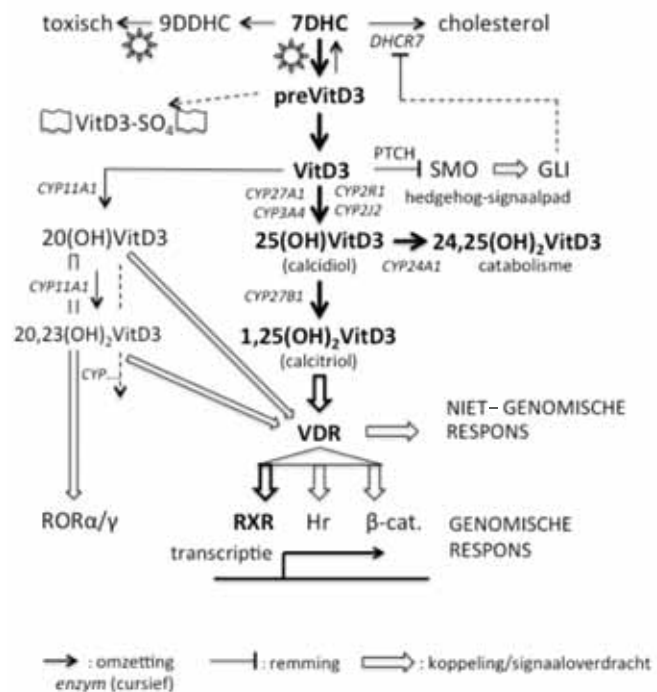 toxisch 9DDHC 7DHC cholesterol
DHCR7
preVitD3
VitD3-SO₄
VitD3 PTCH SMO GLI
CYP11A1 CYP27A1 CYP2R1 hedgehog-signaalpad
CYP3A4 CYP2J2
20(OH)VitD3 25(OH)VitD3 24,25(OH)₂VitD3
(calcidiol) CYP24A1 catabolisme
CYP11A1 CYP27B1
20,23(OH)₂VitD3 1,25(OH)₂VitD3
(calcitriol)
CYP...
VDR NIET–GENOMISCHE
RESPONS
RORα/γ RXR Hr β-cat. GENOMISCHE
RESPONS
transcriptie
: omzetting : remming : koppeling/signaaloverdracht
enzym (cursief)